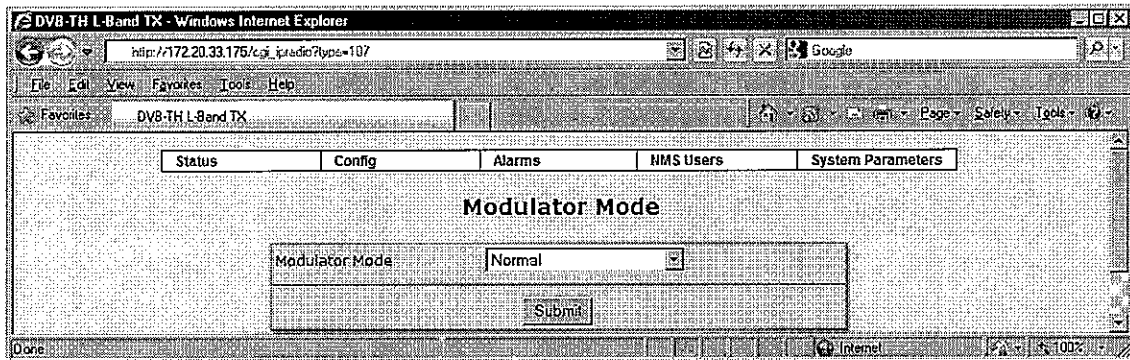 DVB-TH L-Band TX - Windows Internet Explorer
http://172.20.33.175/cgi_ipradio?type=107 Google
File Edit View Favorites Tools Help
Favorites DVB-TH L-Band TX Page Safety Tools
Status Config Alarms NMS Users System Parameters
Modulator Mode
Modulator Mode Normal
Submit
Done Internet 100%